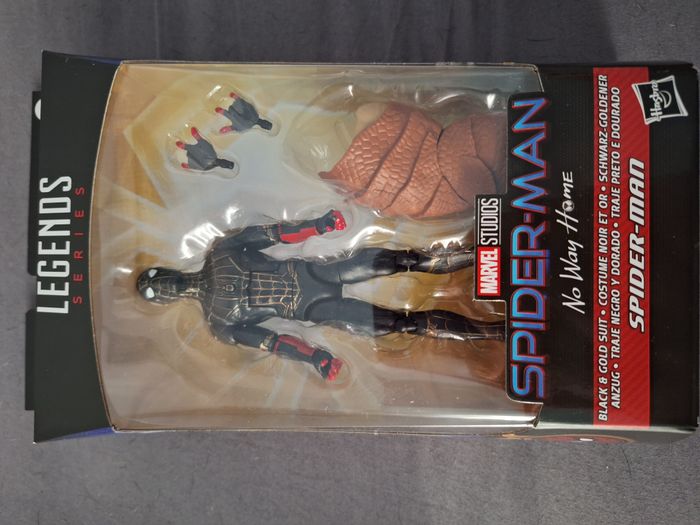 LEGENDS
SERIES
MARVEL STUDIOS
SPIDER-MAN
No Way Home
BLACK & GOLD SUIT • COSTUME NOIR ET OR • SCHWARZ-GOLDENER
ANZUG • TRAJE NEGRO Y DORADO • TRAJE PRETO E DOURADO
SPIDER-MAN
Hasbro